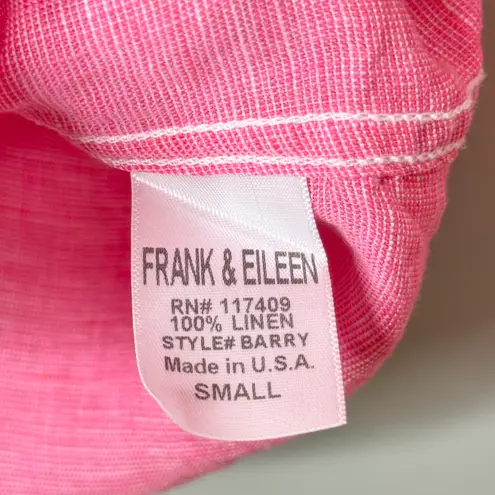 FRANK & EILEEN
RN# 117409
100% LINEN
STYLE# BARRY
Made in U.S.A.
SMALL